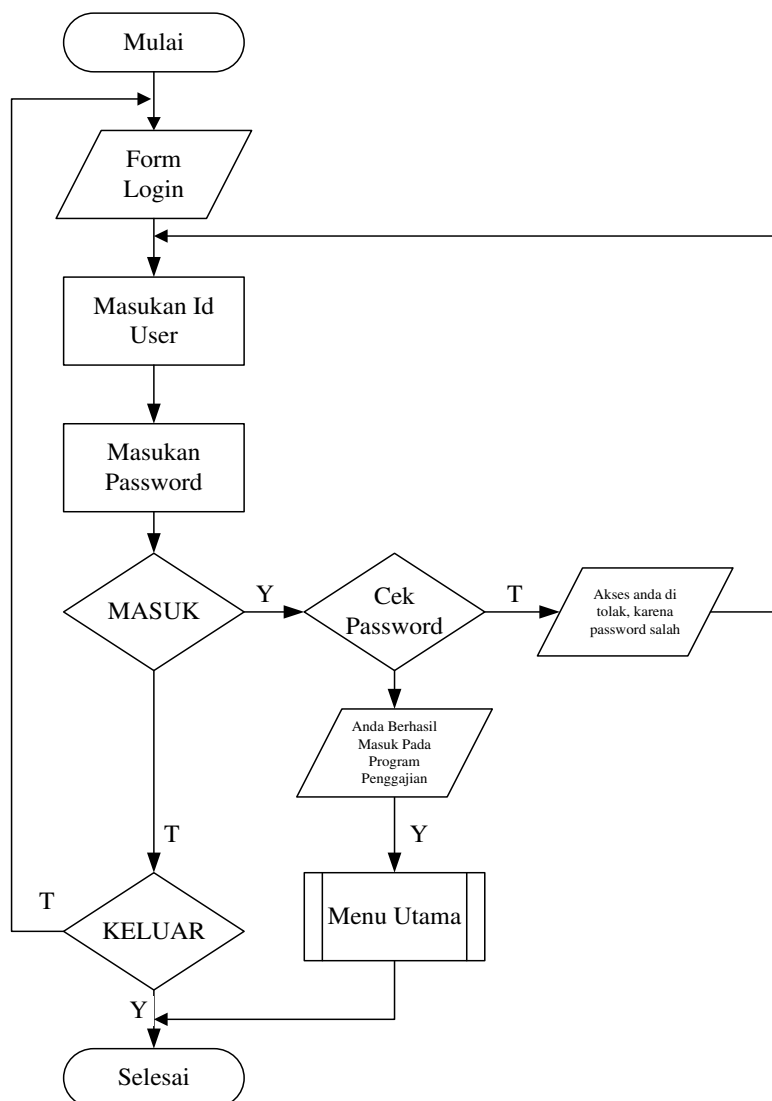 Mulai
Form
Login
Masukan Id
User
Masukan
Password
MASUK
Y
Cek
Password
T
Akses anda di
tolak, karena
password salah
Anda Berhasil
Masuk Pada
Program
Penggajian
Y
Menu Utama
T
T
KELUAR
Y
Selesai